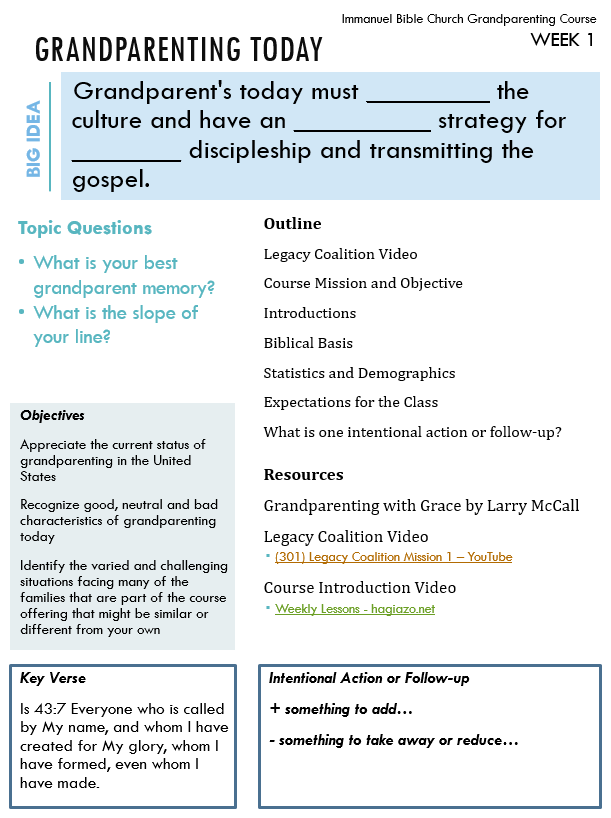 Immanuel Bible Church Grandparenting Course
GRANDPARENTING TODAY
WEEK 1
BIG IDEA
Grandparent's today must __________ the
culture and have an ___________ strategy for
_________ discipleship and transmitting the
gospel.
Topic Questions
• What is your best
grandparent memory?
• What is the slope of
your line?
Objectives
Appreciate the current status of
grandparenting in the United
States
Recognize good, neutral and bad
characteristics of grandparenting
today
Identify the varied and challenging
situations facing many of the
families that are part of the course
offering that might be similar or
different from your own
Outline
Legacy Coalition Video
Course Mission and Objective
Introductions
Biblical Basis
Statistics and Demographics
Expectations for the Class
What is one intentional action or follow-up?
Resources
Grandparenting with Grace by Larry McCall
Legacy Coalition Video
• (301) Legacy Coalition Mission 1 – YouTube
Course Introduction Video
• Weekly Lessons - hagiazo.net
Key Verse
Is 43:7 Everyone who is called
by My name, and whom I have
created for My glory, whom I
have formed, even whom I
have made.
Intentional Action or Follow-up
+ something to add…
- something to take away or reduce…